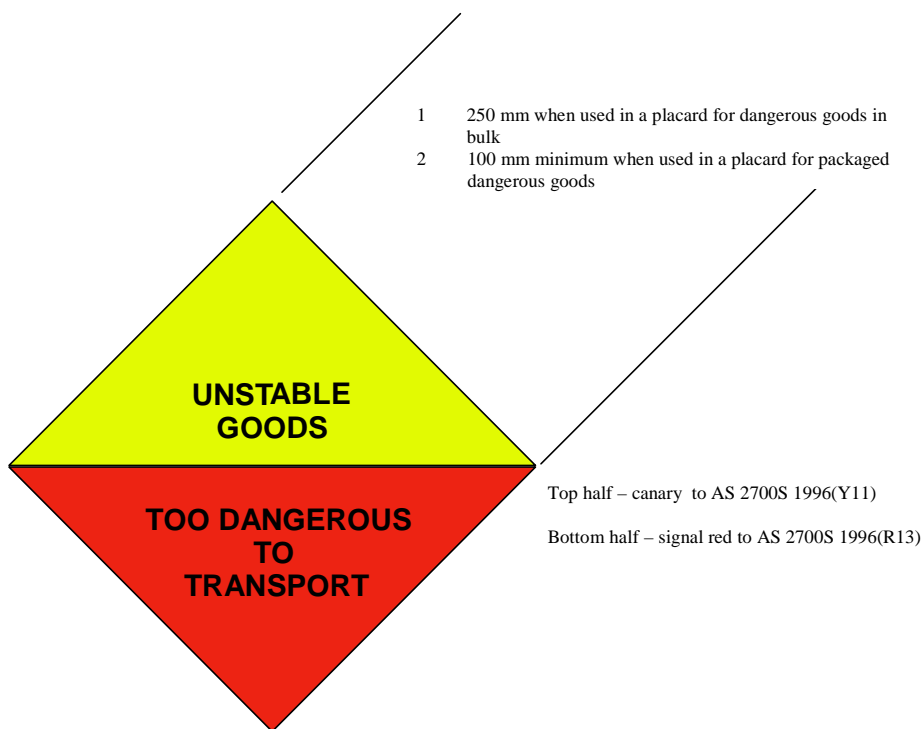 1 250 mm when used in a placard for dangerous goods in
bulk
2 100 mm minimum when used in a placard for packaged
dangerous goods
UNSTABLE
GOODS
TOO DANGEROUS
TO
TRANSPORT
Top half – canary to AS 2700S 1996(Y11)
Bottom half – signal red to AS 2700S 1996(R13)